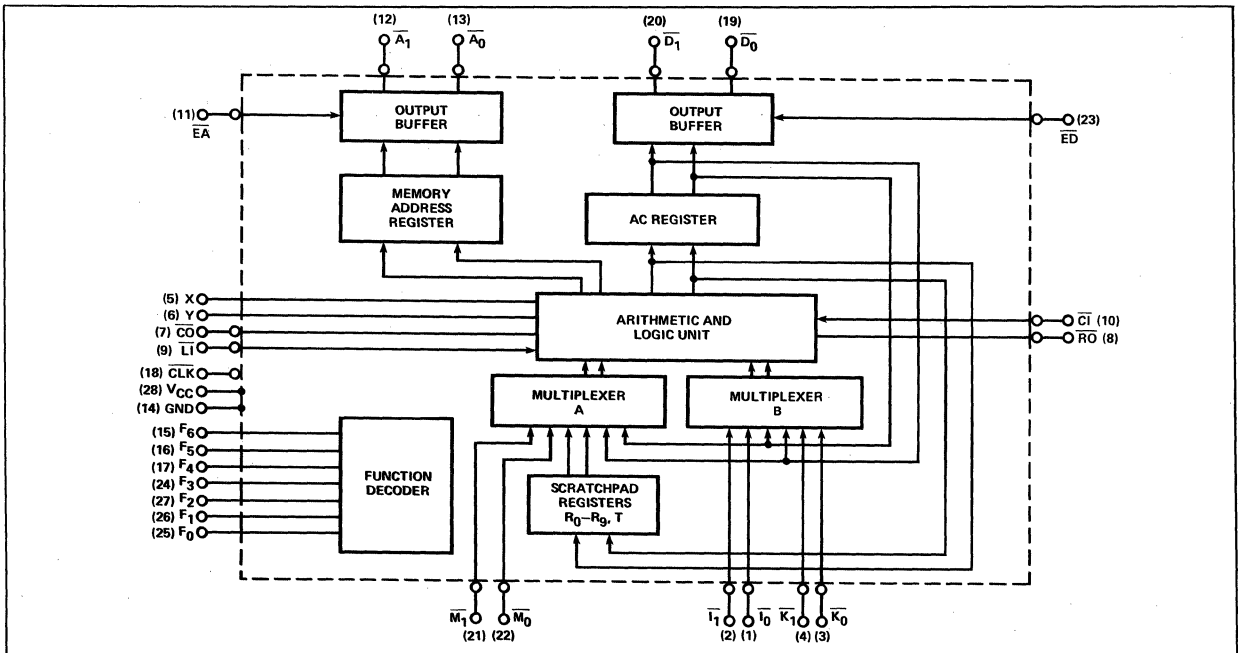 (12) (13) (20) (19)
A̅₁ A̅₀ D̅₁ D̅₀
(11) E̅A̅
OUTPUT
BUFFER
OUTPUT
BUFFER
(23) E̅D̅
MEMORY
ADDRESS
REGISTER
AC REGISTER
(5) X
(6) Y
(7) C̅O̅
(9) L̅I̅
ARITHMETIC AND
LOGIC UNIT
C̅I̅ (10)
R̅O̅ (8)
(18) C̅L̅K̅
(28) VCC
(14) GND
MULTIPLEXER
A
MULTIPLEXER
B
(15) F₆
(16) F₅
(17) F₄
(24) F₃
(27) F₂
(26) F₁
(25) F₀
FUNCTION
DECODER
SCRATCHPAD
REGISTERS
R₀–R₉, T
M̅₁ M̅₀ I̅₁ I̅₀ K̅₁ K̅₀
(21) (22) (2) (1) (4) (3)